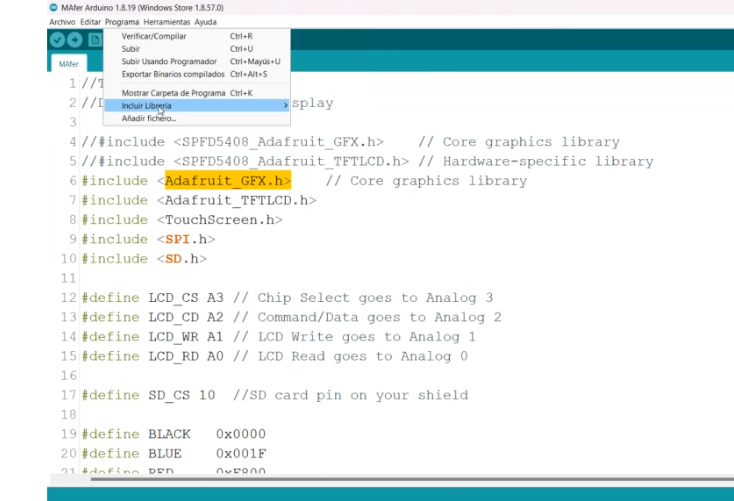 MAfer Arduino 1.8.19 (Windows Store 1.8.57.0)
Archivo Editar Programa Herramientas Ayuda
Verificar/Compilar Ctrl+R
Subir Ctrl+U
Subir Usando Programador Ctrl+Mayús+U
Exportar Binarios compilados Ctrl+Alt+S
Mostrar Carpeta de Programa Ctrl+K
Incluir Librería >
Añadir fichero...
MAfer
1 //
2 // splay
3
4 //#include <SPFD5408_Adafruit_GFX.h> // Core graphics library
5 //#include <SPFD5408_Adafruit_TFTLCD.h> // Hardware-specific library
6 #include <Adafruit_GFX.h> // Core graphics library
7 #include <Adafruit_TFTLCD.h>
8 #include <TouchScreen.h>
9 #include <SPI.h>
10 #include <SD.h>
11
12 #define LCD_CS A3 // Chip Select goes to Analog 3
13 #define LCD_CD A2 // Command/Data goes to Analog 2
14 #define LCD_WR A1 // LCD Write goes to Analog 1
15 #define LCD_RD A0 // LCD Read goes to Analog 0
16
17 #define SD_CS 10 //SD card pin on your shield
18
19 #define BLACK 0x0000
20 #define BLUE 0x001F
21 #define RED 0xF800